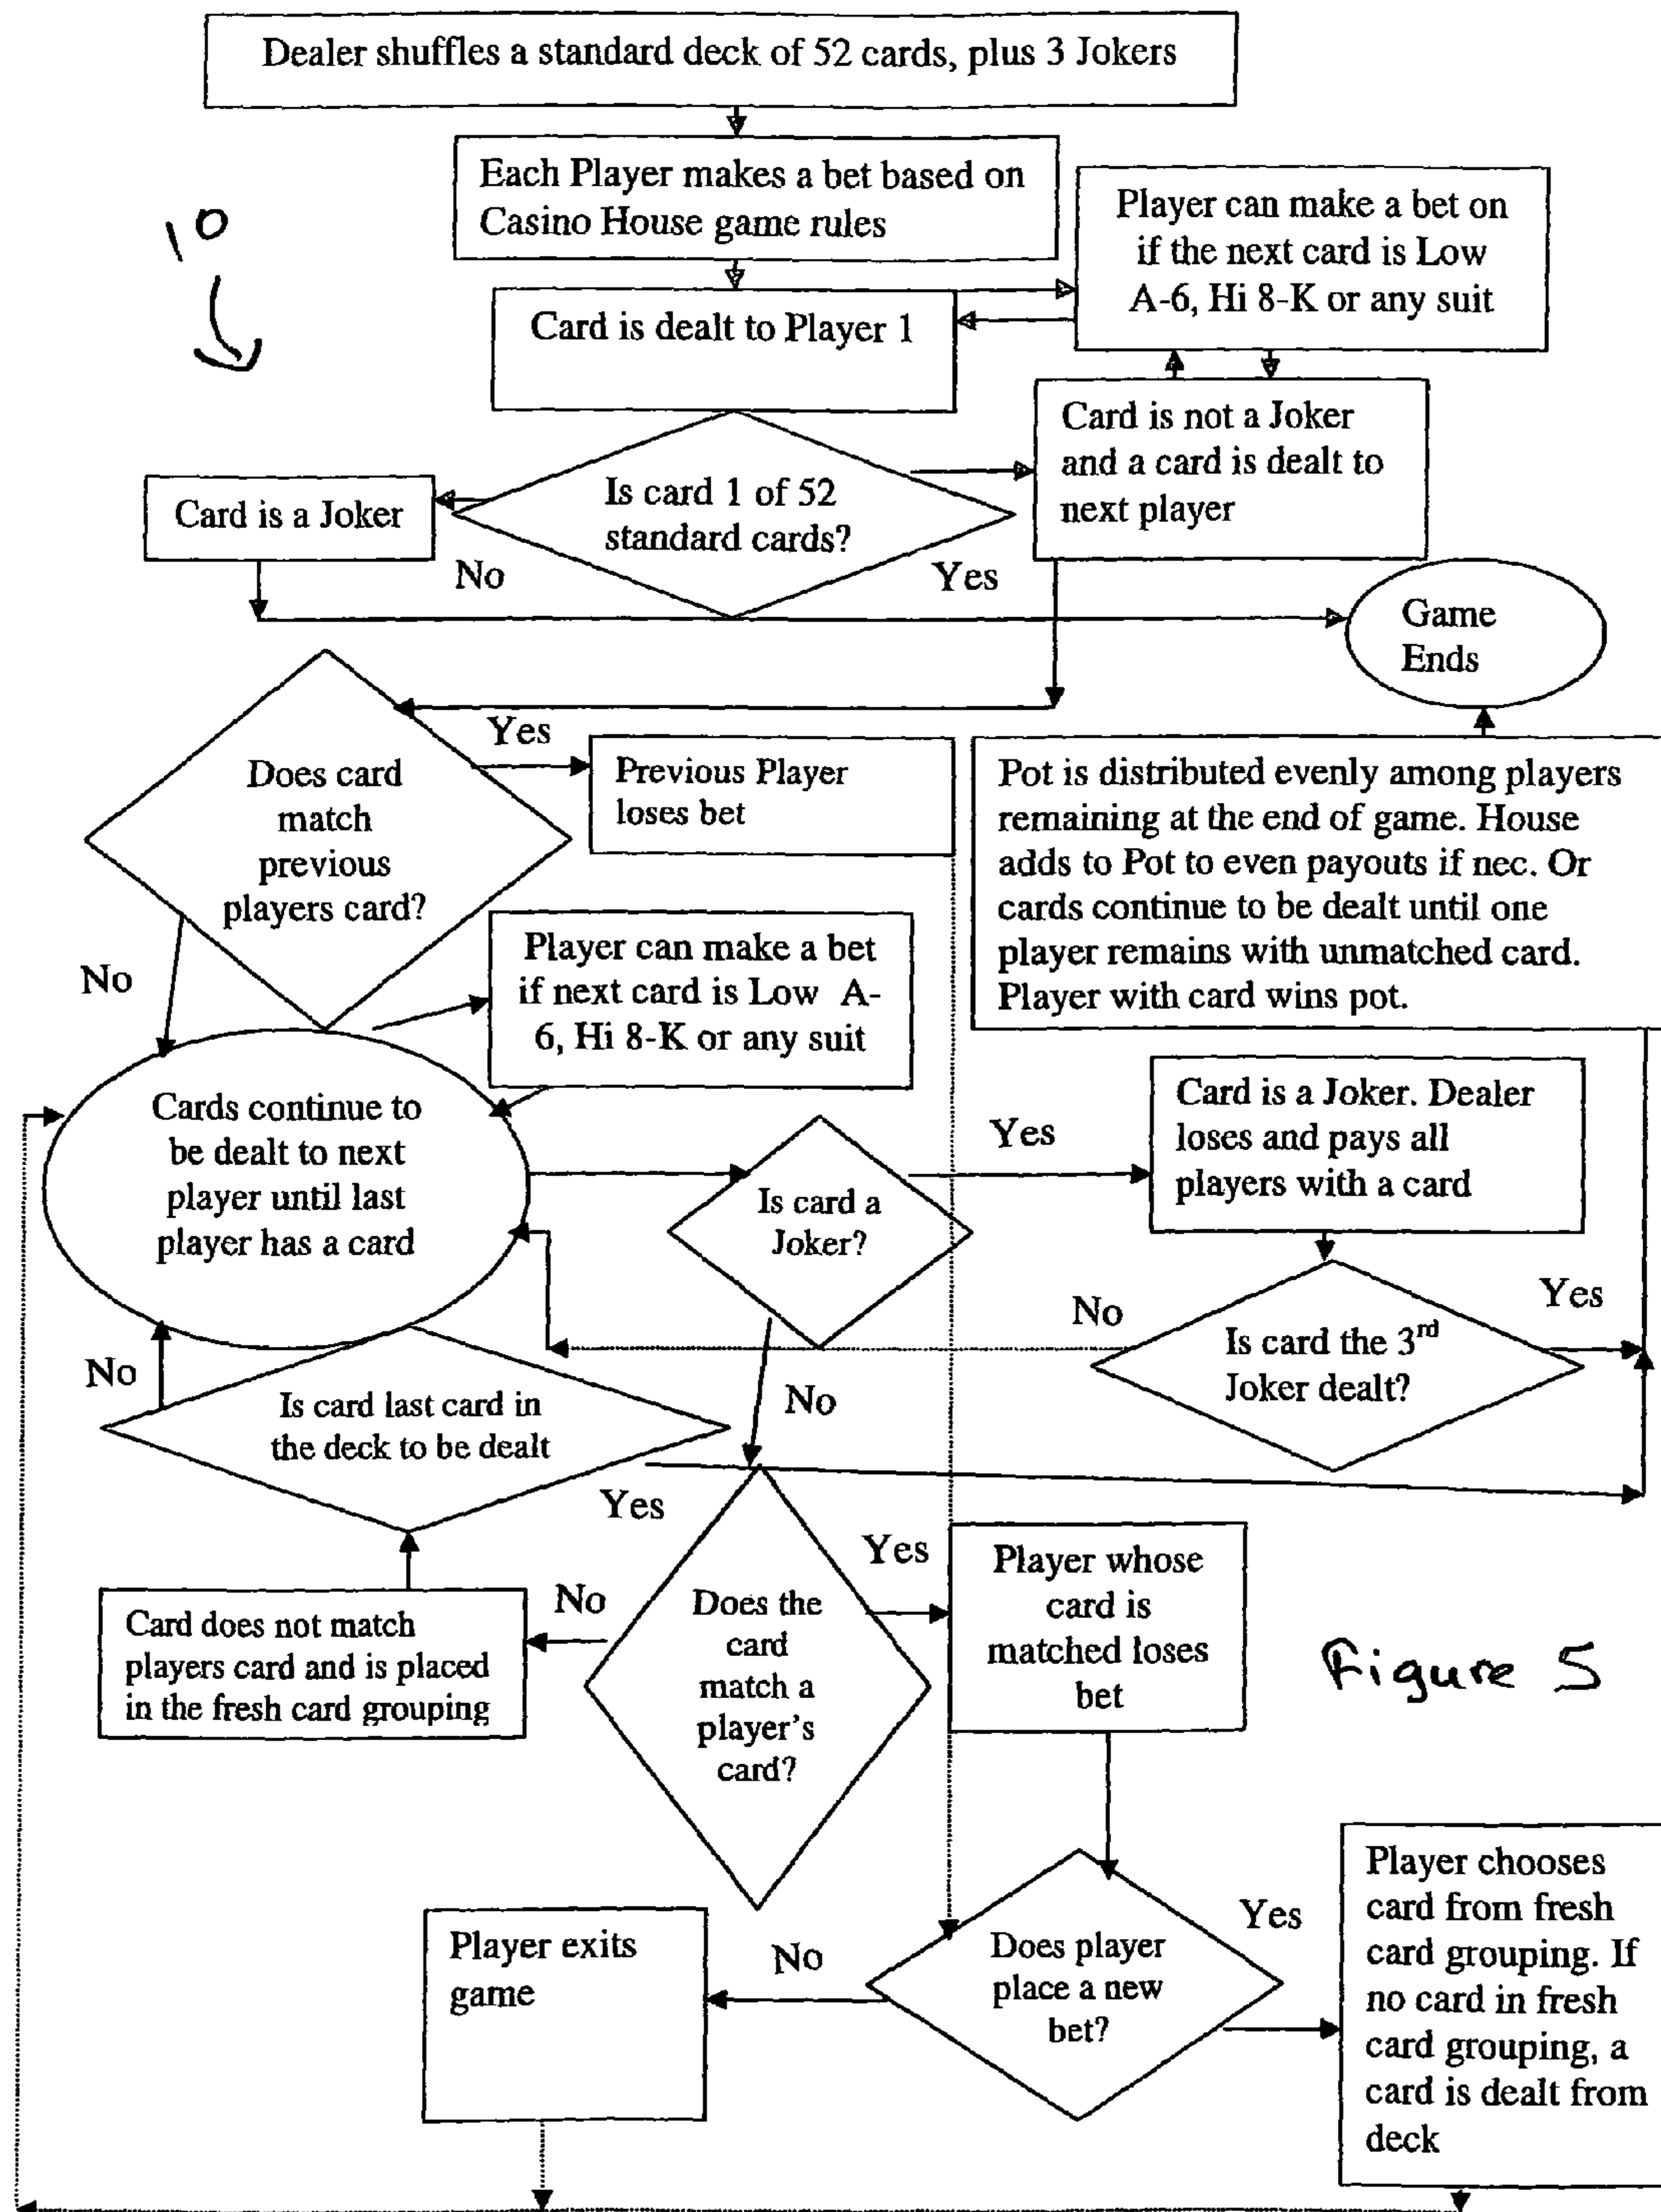 Dealer shuffles a standard deck of 52 cards, plus 3 Jokers
Each Player makes a bet based on
Casino House game rules
Player can make a bet on
if the next card is Low
A-6, Hi 8-K or any suit
10
Card is dealt to Player 1
Card is not a Joker
and a card is dealt to
next player
Is card 1 of 52
standard cards?
Card is a Joker
No
Yes
Game
Ends
Does card
match
previous
players card?
Yes
Previous Player
loses bet
Pot is distributed evenly among players
remaining at the end of game. House
adds to Pot to even payouts if nec. Or
cards continue to be dealt until one
player remains with unmatched card.
Player with card wins pot.
No
Player can make a bet
if next card is Low A-
6, Hi 8-K or any suit
Cards continue to
be dealt to next
player until last
player has a card
Is card a
Joker?
Yes
Card is a Joker. Dealer
loses and pays all
players with a card
No
Yes
Is card the 3rd
Joker dealt?
No
Is card last card in
the deck to be dealt
No
Yes
Yes
Player whose
card is
matched loses
bet
No
Does the
card
match a
player's
card?
Card does not match
players card and is placed
in the fresh card grouping
Figure 5
Player exits
game
No
Does player
place a new
bet?
Yes
Player chooses
card from fresh
card grouping. If
no card in fresh
card grouping, a
card is dealt from
deck